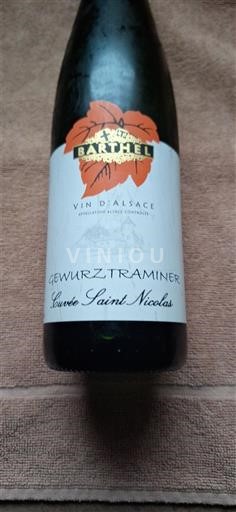 BARTHEL
VIN D'ALSACE
APPELLATION ALSACE CONTRÔLÉE
VINIOU
GEWURZTRAMINER
Cuvée Saint Nicolas